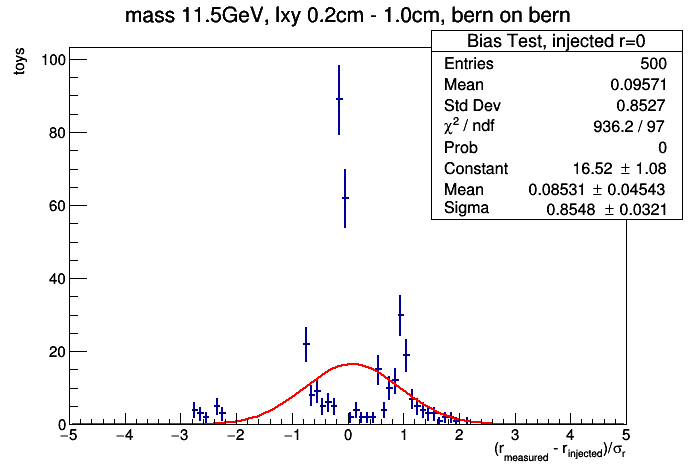 mass 11.5GeV, lxy 0.2cm - 1.0cm, bern on bern
Bias Test, injected r=0
Entries 500
Mean 0.09571
Std Dev 0.8527
χ² / ndf 936.2 / 97
Prob 0
Constant 16.52 ± 1.08
Mean 0.08531 ± 0.04543
Sigma 0.8548 ± 0.0321
toys
100
80
60
40
20
0
−5 −4 −3 −2 −1 0 1 2 3 4 5
(r_measured - r_injected)/σ_r